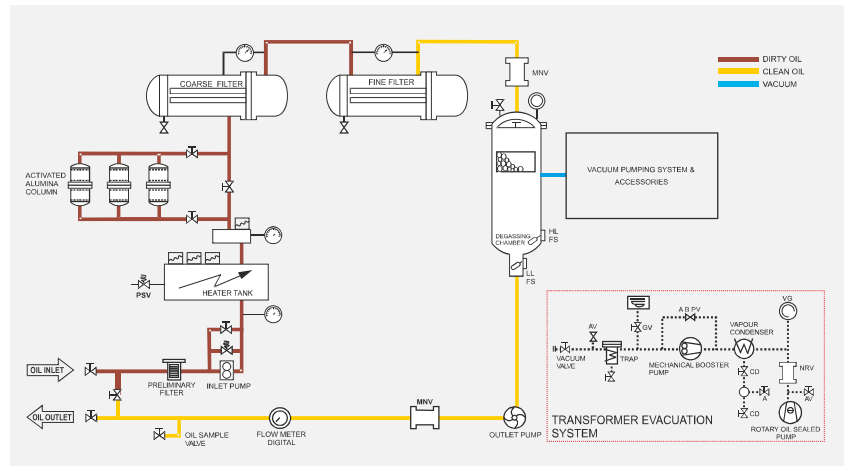 DIRTY OIL
CLEAN OIL
VACUUM
COARSE FILTER
FINE FILTER
MNV
ACTIVATED
ALUMINA
COLUMN
VACUUM PUMPING SYSTEM &
ACCESSORIES
DEGASSING
CHAMBER
HL
FS
LL
FS
PSV
HEATER TANK
OIL INLET
PRELIMINARY
FILTER
INLET PUMP
OIL OUTLET
OIL SAMPLE
VALVE
FLOW METER
DIGITAL
MNV
OUTLET PUMP
VG
A B PV
AV
GV
VAPOUR
CONDENSER
VACUUM
VALVE
TRAP
MECHANICAL BOOSTER
PUMP
CD
NRV
A
AV
CD
ROTARY OIL SEALED
PUMP
TRANSFORMER EVACUATION
SYSTEM